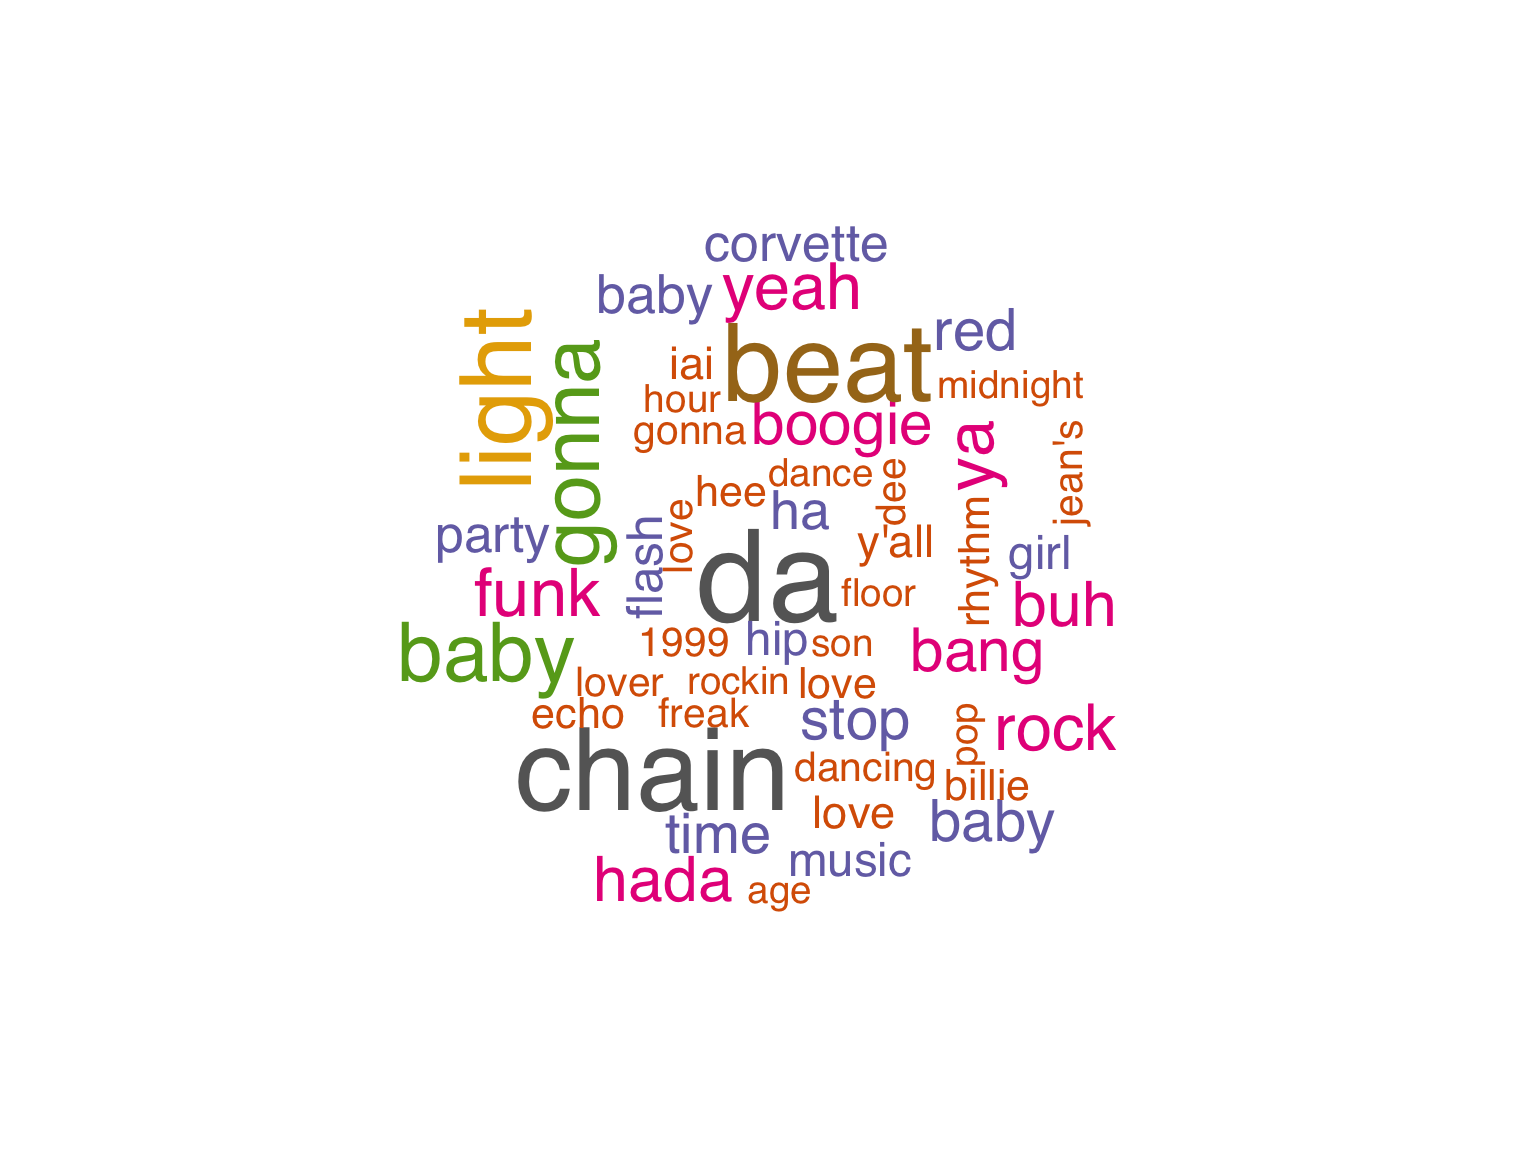 corvette
baby
yeah
light
gonna
beat
red
iai
midnight
hour
gonna
boogie
ya
jean's
dance
hee
dee
love
ha
rhythm
party
flash
y'all
girl
da
funk
floor
buh
baby
1999
hip
son
bang
lover
rockin
love
echo
freak
stop
pop
rock
chain
dancing
billie
love
baby
time
music
hada
age